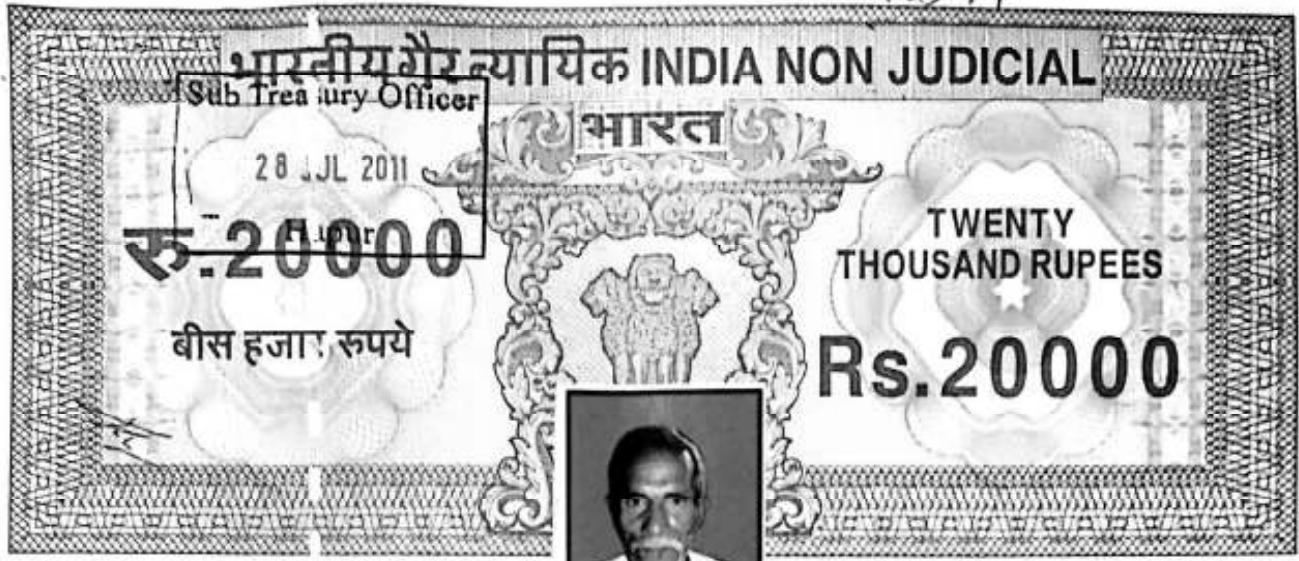 भारतीय गैर न्यायिक INDIA NON JUDICIAL
Sub Treasury Officer
भारत
28 JUL 2011
रु.20000
TWENTY
THOUSAND RUPEES
बीस हजार रुपये
Rs.20000